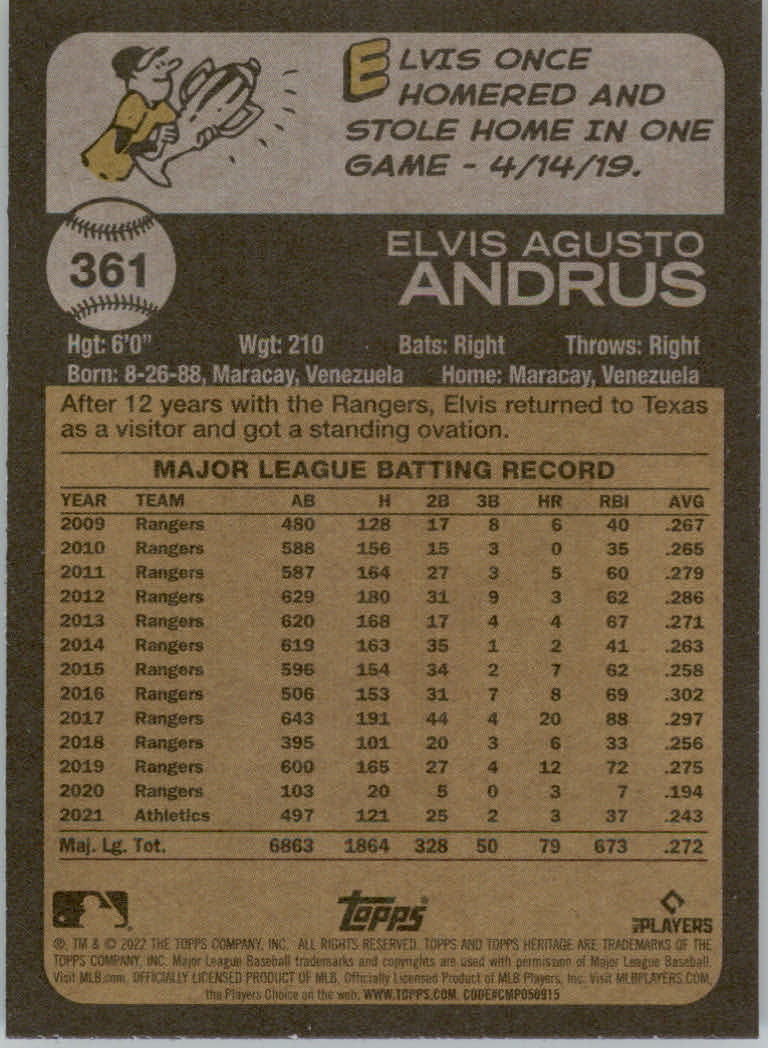 ELVIS ONCE
HOMERED AND
STOLE HOME IN ONE
GAME - 4/14/19.
361
ELVIS AGUSTO
ANDRUS
Hgt: 6'0" Wgt: 210 Bats: Right Throws: Right
Born: 8-26-88, Maracay, Venezuela Home: Maracay, Venezuela
After 12 years with the Rangers, Elvis returned to Texas
as a visitor and got a standing ovation.
MAJOR LEAGUE BATTING RECORD
YEAR TEAM AB H 2B 3B HR RBI AVG
2009 Rangers 480 128 17 8 6 40 .267
2010 Rangers 588 156 15 3 0 35 .265
2011 Rangers 587 164 27 3 5 60 .279
2012 Rangers 629 180 31 9 3 62 .286
2013 Rangers 620 168 17 4 4 67 .271
2014 Rangers 619 163 35 1 2 41 .263
2015 Rangers 596 154 34 2 7 62 .258
2016 Rangers 506 153 31 7 8 69 .302
2017 Rangers 643 191 44 4 20 88 .297
2018 Rangers 395 101 20 3 6 33 .256
2019 Rangers 600 165 27 4 12 72 .275
2020 Rangers 103 20 5 0 3 7 .194
2021 Athletics 497 121 25 2 3 37 .243
Maj. Lg. Tot. 6863 1864 328 50 79 673 .272
topps
PLAYERS
®, TM & © 2022 THE TOPPS COMPANY, INC. ALL RIGHTS RESERVED. TOPPS AND TOPPS HERITAGE ARE TRADEMARKS OF THE
TOPPS COMPANY, INC. Major League Baseball trademarks and copyrights are used with permission of Major League Baseball.
Visit MLB.com. OFFICIALLY LICENSED PRODUCT OF MLB. Officially Licensed Product of MLB Players, Inc. Visit MLBPLAYERS.COM,
the Players Choice on the web. WWW.TOPPS.COM. CODE#CMP050915